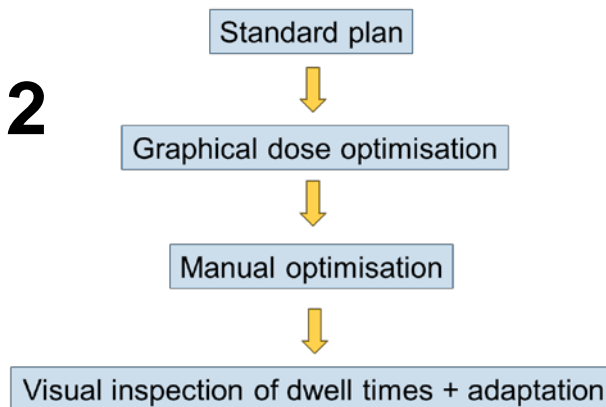 Standard plan
2
Graphical dose optimisation
Manual optimisation
Visual inspection of dwell times + adaptation